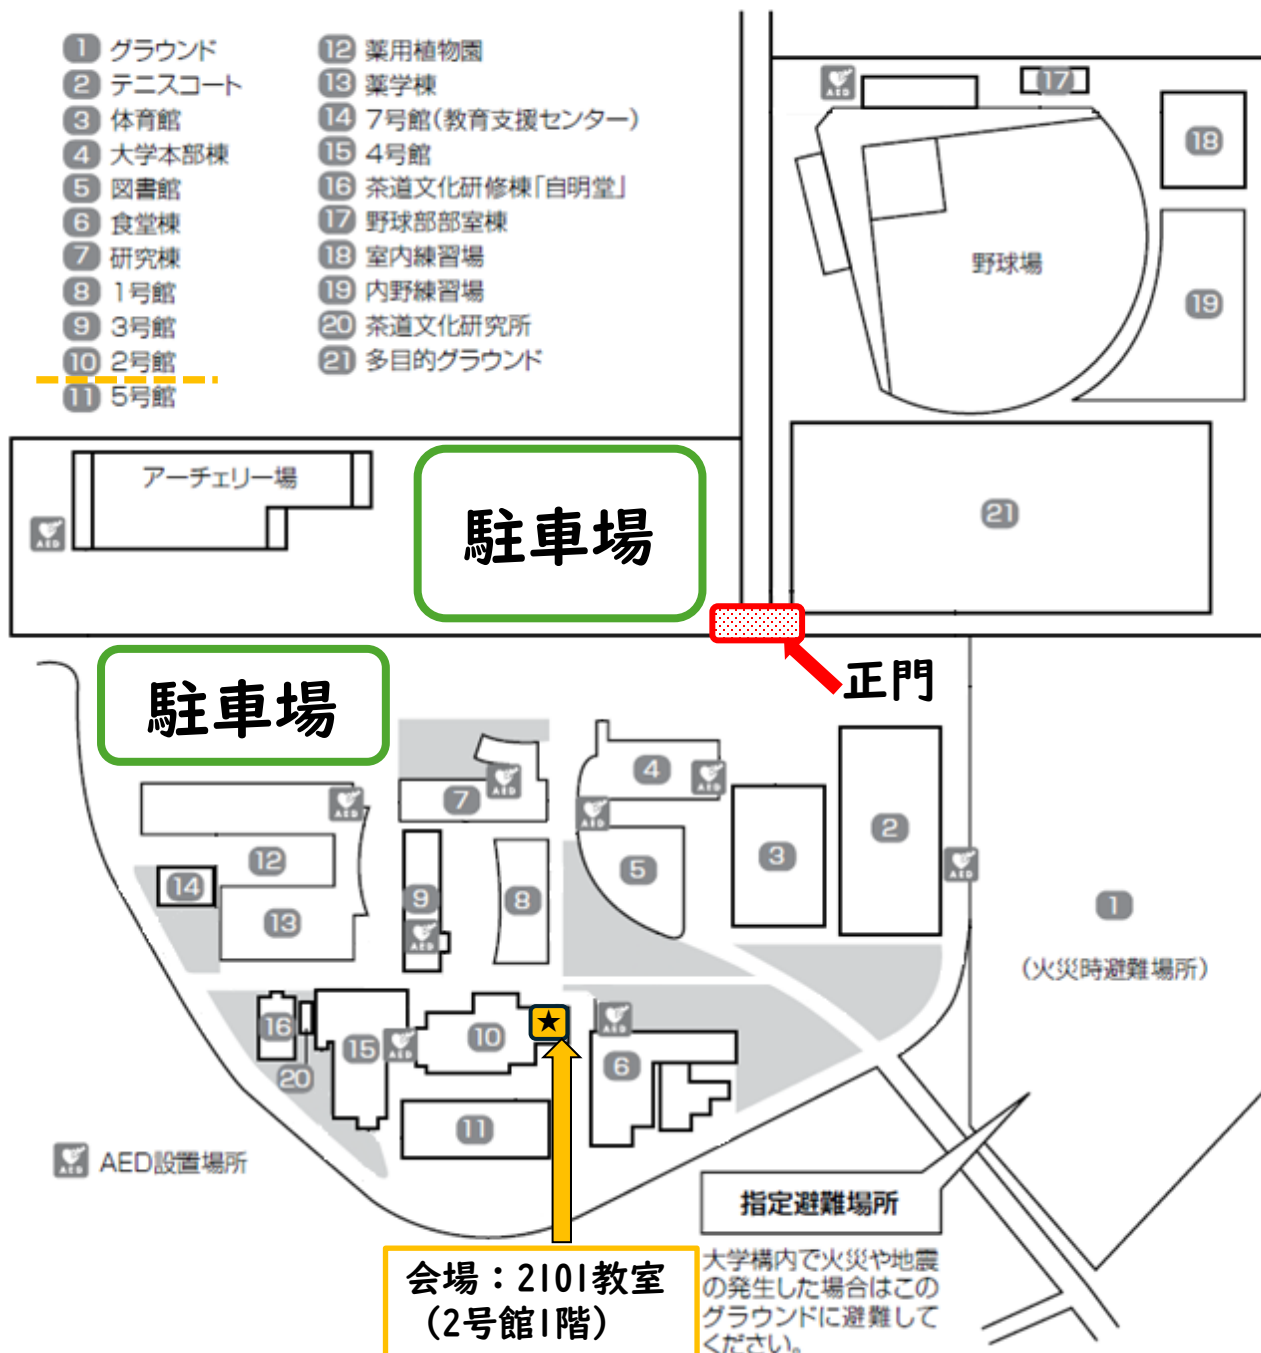 1 グラウンド
2 テニスコート
3 体育館
4 大学本部棟
5 図書館
6 食堂棟
7 研究棟
8 1号館
9 3号館
10 2号館
11 5号館
12 薬用植物園
13 薬学棟
14 7号館(教育支援センター)
15 4号館
16 茶道文化研修棟「自明堂」
17 野球部部室棟
18 室内練習場
19 内野練習場
20 茶道文化研究所
21 多目的グラウンド
AED
17
18
野球場
19
アーチェリー場
AED
駐車場
21
正門
駐車場
4
AED
AED
7
AED
AED
2
12
3
5
AED
14
9
8
1
13
AED
(火災時避難場所)
16
15
AED
10
★
AED
6
20
11
AED AED設置場所
指定避難場所
大学構内で火災や地震
の発生した場合はこの
グラウンドに避難して
ください。
会場：2101教室
(2号館1階)